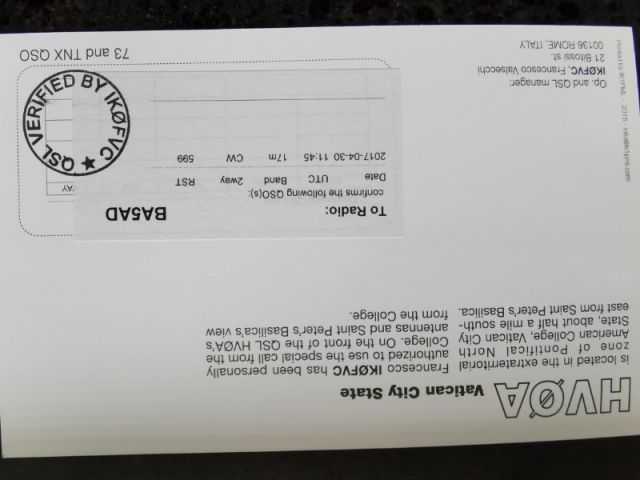 HVØA Vatican City State
is located in the extraterritorial
zone of Pontifical North
American College, Vatican City
State, about half a mile south-
east from Saint Peter's Basilica.
Francesco IKØFVC has been personally
authorized to use the special call from the
College. On the front of the QSL HVØA's
antennas and Saint Peter's Basilica's view
from the College.
To Radio: BA5AD
confirms the following QSO(s):
Date UTC Band 2way RST
2017-04-30 11:45 17m CW 599
QSL VERIFIED BY IKØFVC ★
73 and TNX QSO
Op. and QSL manager:
IKØFVC, Francesco Valsecchi
21 Bitossi st.
00136 ROME, ITALY